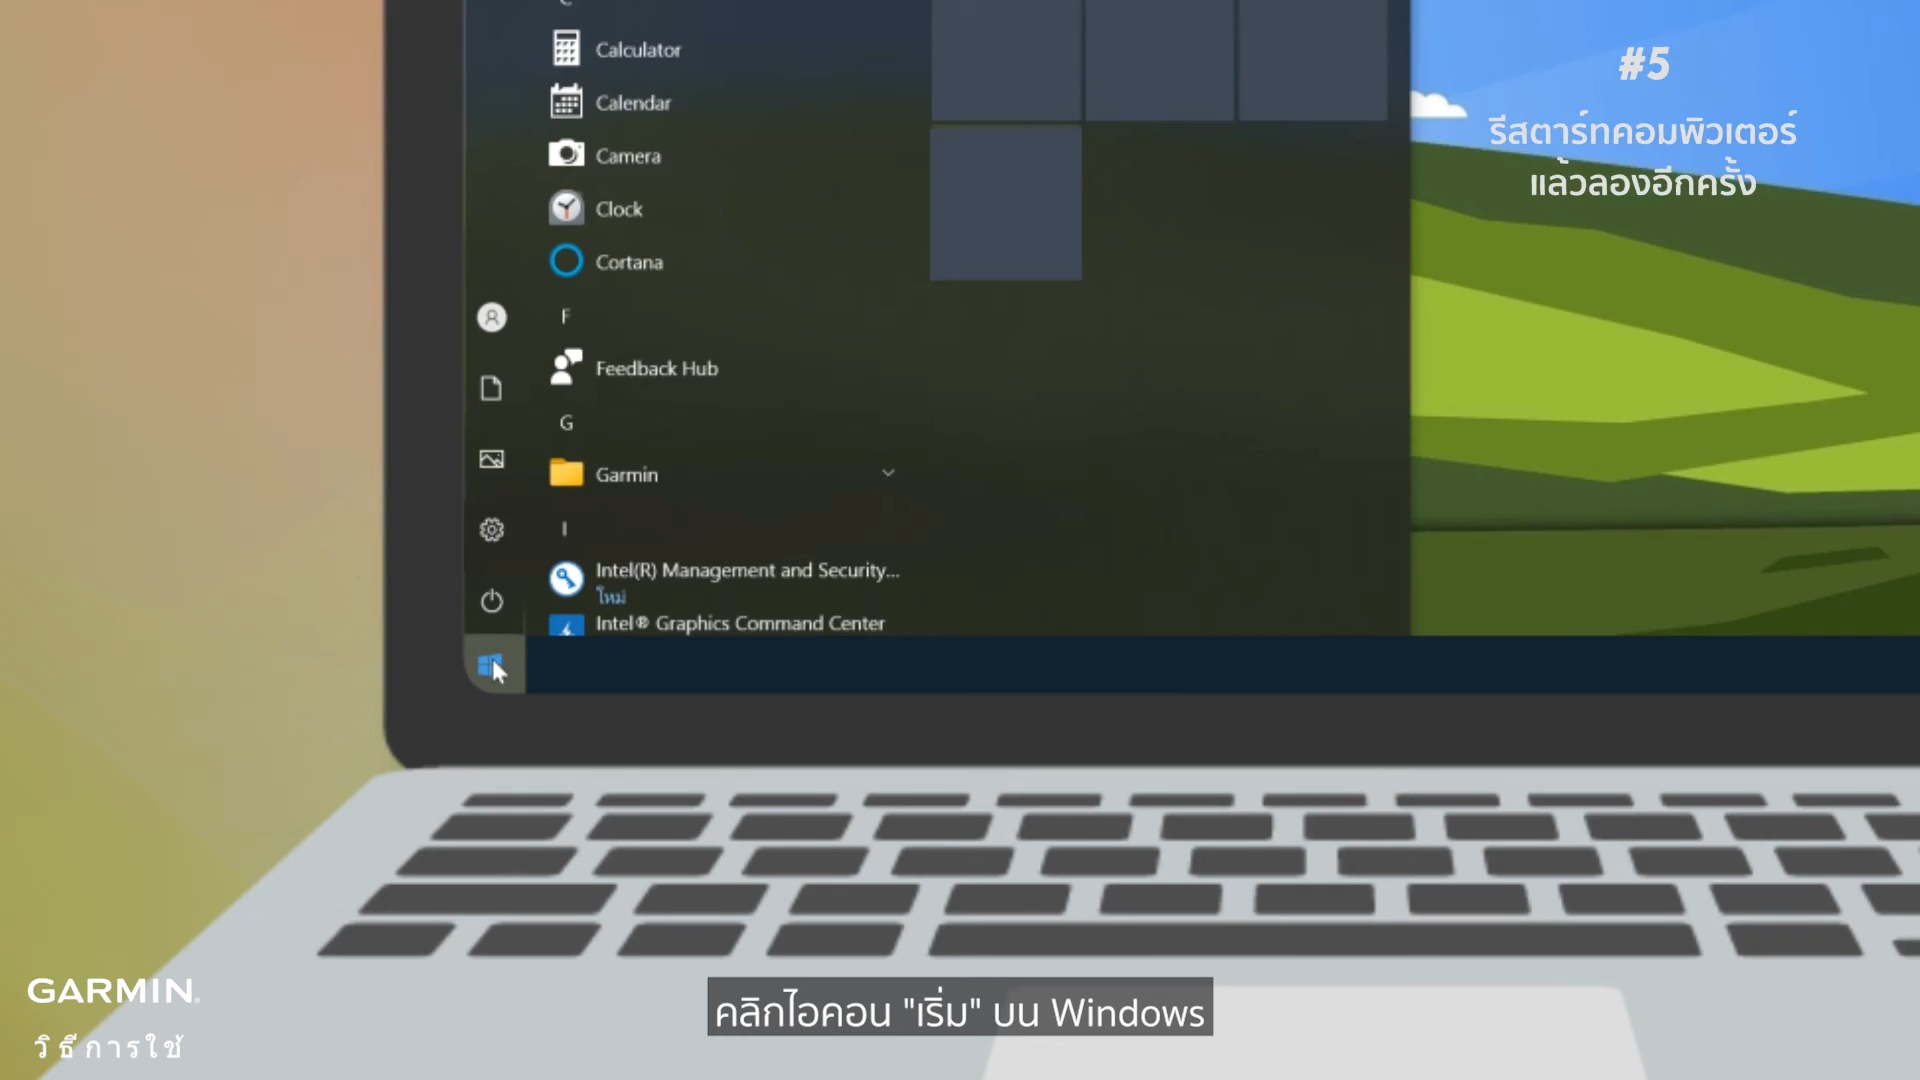 Calculator
Calendar
Camera
Clock
Cortana
F
Feedback Hub
G
Garmin
I
Intel(R) Management and Security...
ใหม่
Intel® Graphics Command Center
#5
รีสตาร์ทคอมพิวเตอร์
แล้วลองอีกครั้ง
GARMIN®
วิธีการใช้
คลิกไอคอน "เริ่ม" บน Windows